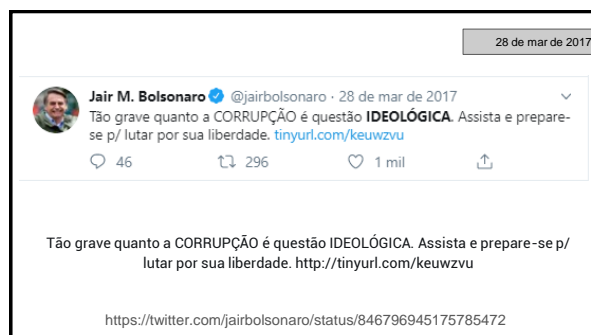 28 de mar de 2017
Jair M. Bolsonaro @jairbolsonaro · 28 de mar de 2017
Tão grave quanto a CORRUPÇÃO é questão IDEOLÓGICA. Assista e prepare-
se p/ lutar por sua liberdade. tinyurl.com/keuwzvu
46 296 1 mil
Tão grave quanto a CORRUPÇÃO é questão IDEOLÓGICA. Assista e prepare-se p/
lutar por sua liberdade. http://tinyurl.com/keuwzvu
https://twitter.com/jairbolsonaro/status/846796945175785472